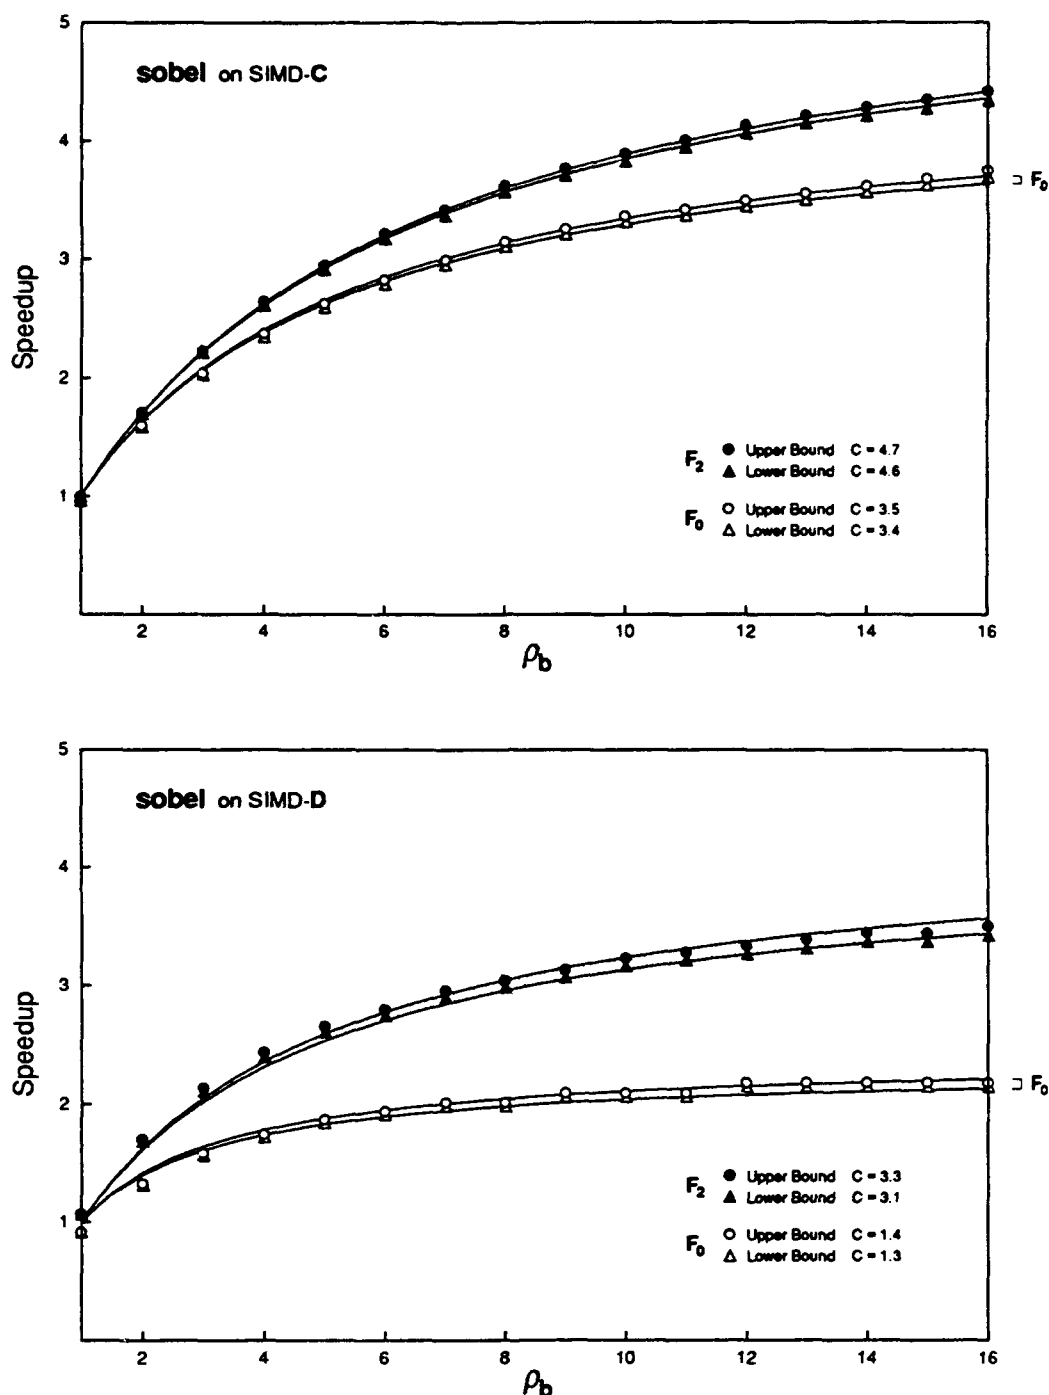 sobel on SIMD-C
5
4
3
2
1
Speedup
F₀
F₂ ● Upper Bound C = 4.7
▲ Lower Bound C = 4.6
F₀ ○ Upper Bound C = 3.5
△ Lower Bound C = 3.4
2 4 6 8 10 12 14 16
ρb
sobel on SIMD-D
5
4
3
2
1
Speedup
F₀
F₂ ● Upper Bound C = 3.3
▲ Lower Bound C = 3.1
F₀ ○ Upper Bound C = 1.4
△ Lower Bound C = 1.3
2 4 6 8 10 12 14 16
ρb